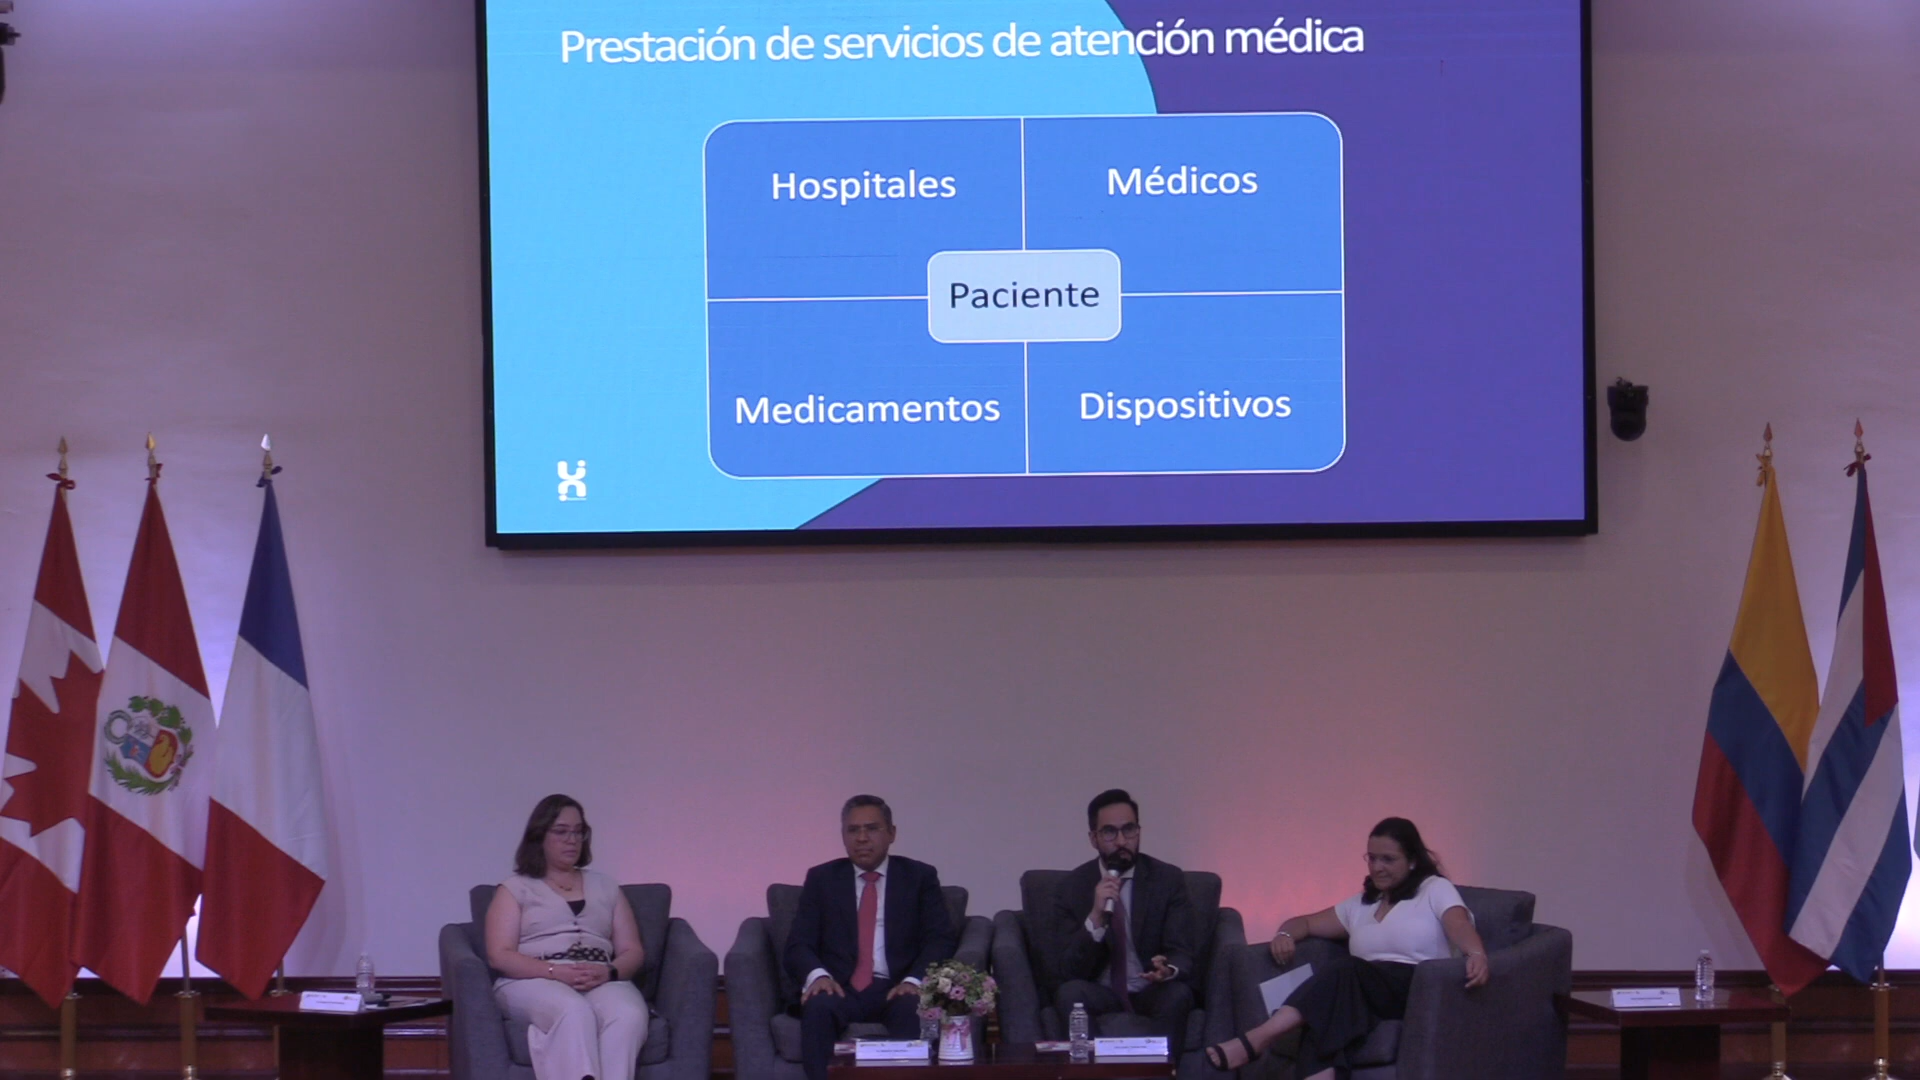 Prestación de servicios de atención médica
Hospitales
Médicos
Paciente
Medicamentos
Dispositivos